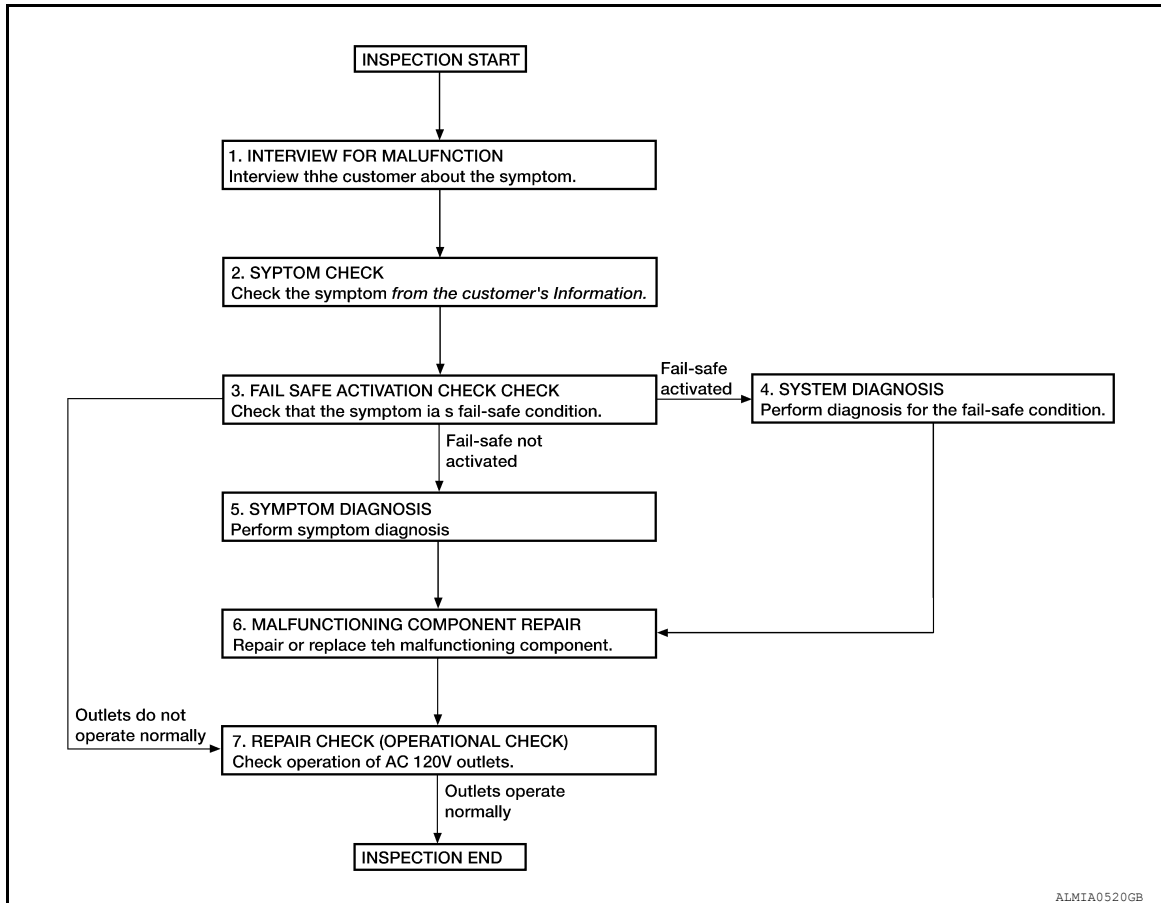 INSPECTION START
1. INTERVIEW FOR MALUFNCTION
Interview thhe customer about the symptom.
2. SYPTOM CHECK
Check the symptom from the customer's Information.
3. FAIL SAFE ACTIVATION CHECK CHECK
Check that the symptom ia s fail-safe condition.
Fail-safe
activated
4. SYSTEM DIAGNOSIS
Perform diagnosis for the fail-safe condition.
Fail-safe not
activated
5. SYMPTOM DIAGNOSIS
Perform symptom diagnosis
6. MALFUNCTIONING COMPONENT REPAIR
Repair or replace teh malfunctioning component.
Outlets do not
operate normally
7. REPAIR CHECK (OPERATIONAL CHECK)
Check operation of AC 120V outlets.
Outlets operate
normally
INSPECTION END
ALMIA0520GB